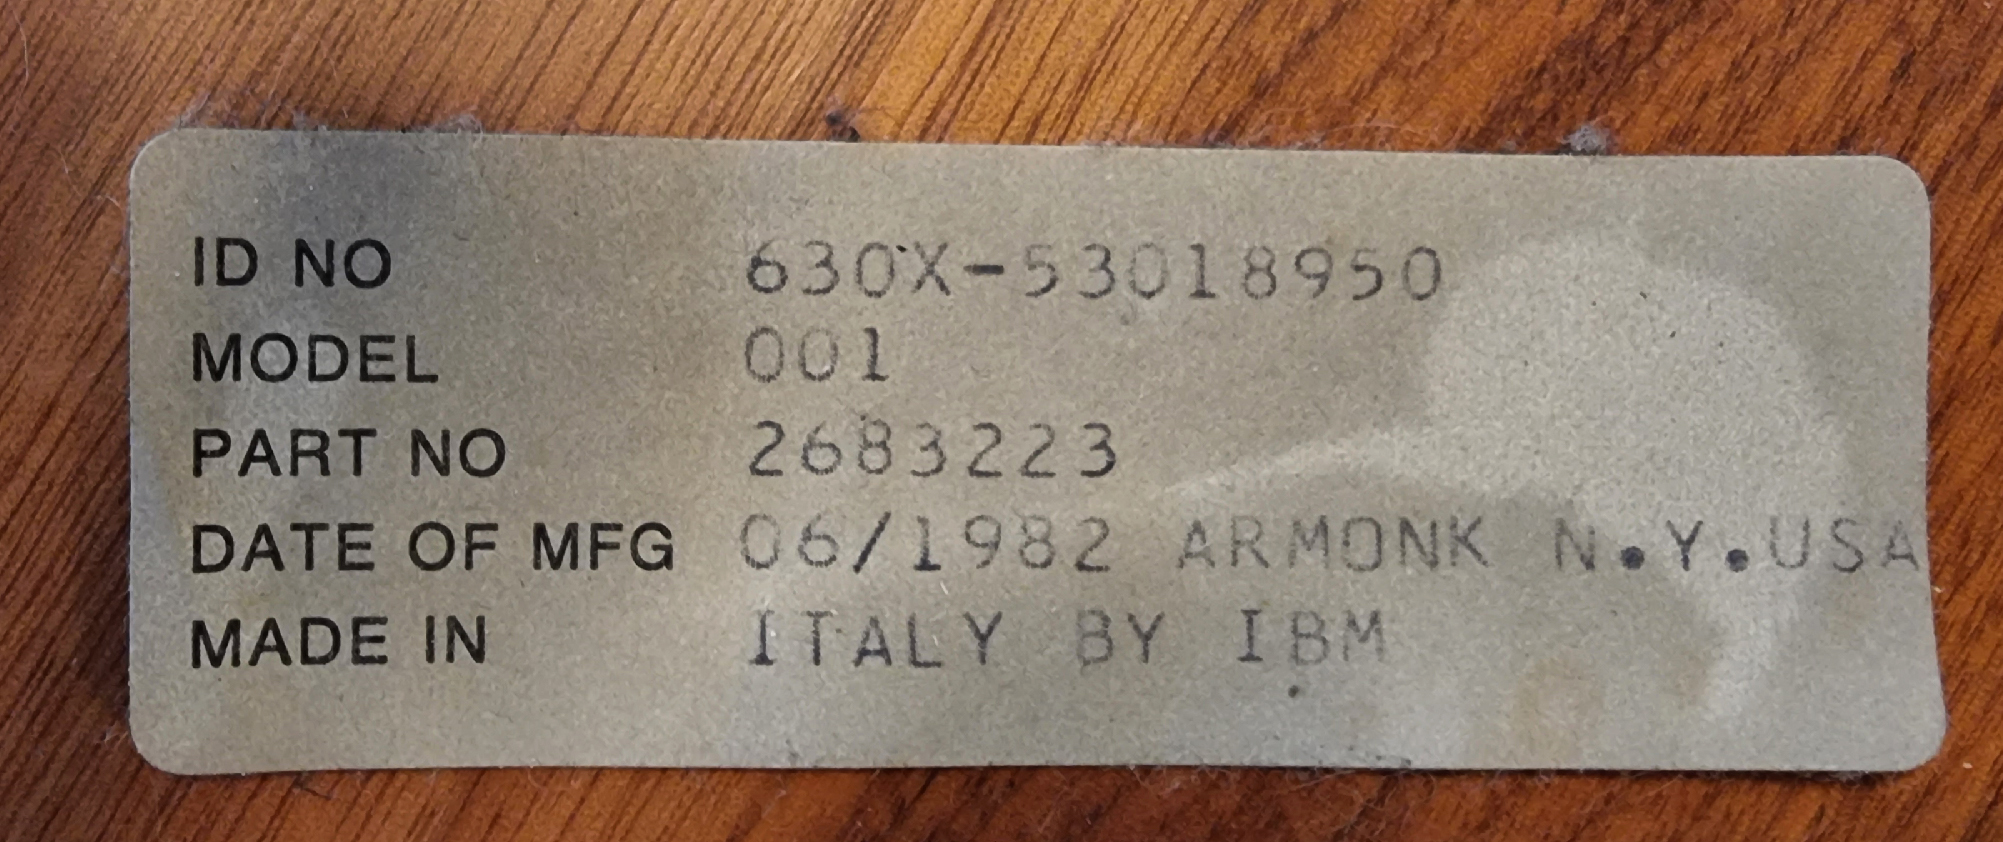 ID NO 630X-53018950
MODEL 001
PART NO 2683223
DATE OF MFG 06/1982 ARMONK N.Y.USA
MADE IN ITALY BY IBM